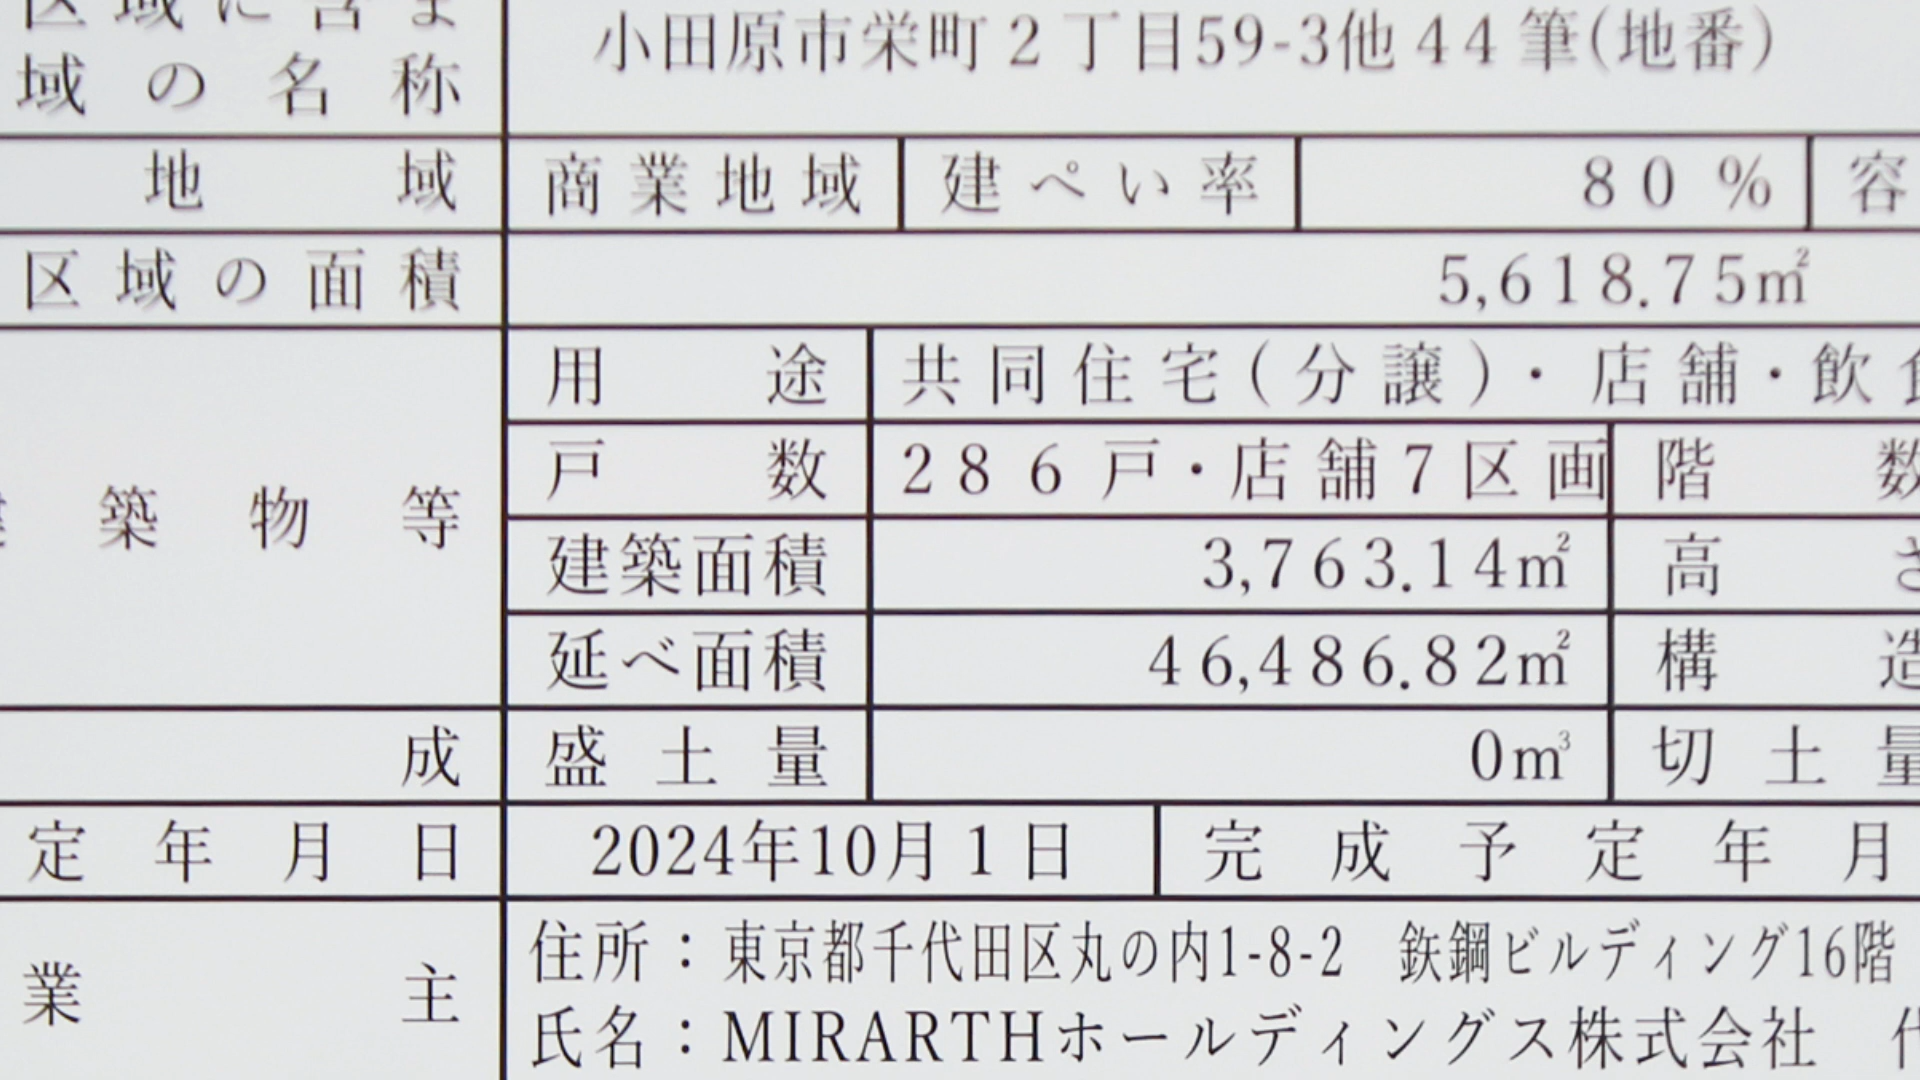 区域に含ま
域の名称
小田原市栄町2丁目59-3他44筆(地番)
地域 商業地域 建ぺい率 80% 容
区域の面積 5,618.75㎡
築物等
用途 共同住宅(分譲)・店舗・飲食
戸数 286戸・店舗7区画 階数
建築面積 3,763.14㎡ 高さ
延べ面積 46,486.82㎡ 構造
成 盛土量 0m³ 切土量
定年月日 2024年10月1日 完成予定年月
業主
住所：東京都千代田区丸の内1-8-2 鉃鋼ビルディング16階
氏名：MIRARTHホールディングス株式会社 代